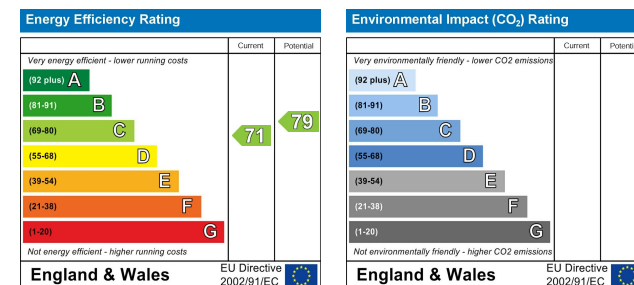 Energy Efficiency Rating
Current Potential
Very energy efficient - lower running costs
(92 plus) A
(81-91) B
(69-80) C
(55-68) D
(39-54) E
(21-38) F
(1-20) G
71
79
Not energy efficient - higher running costs
England & Wales
EU Directive
2002/91/EC
Environmental Impact (CO₂) Rating
Current Potenti
Very environmentally friendly - lower CO2 emissions
(92 plus) A
(81-91) B
(69-80) C
(55-68) D
(39-54) E
(21-38) F
(1-20) G
Not environmentally friendly - higher CO2 emissions
England & Wales
EU Directive
2002/91/EC